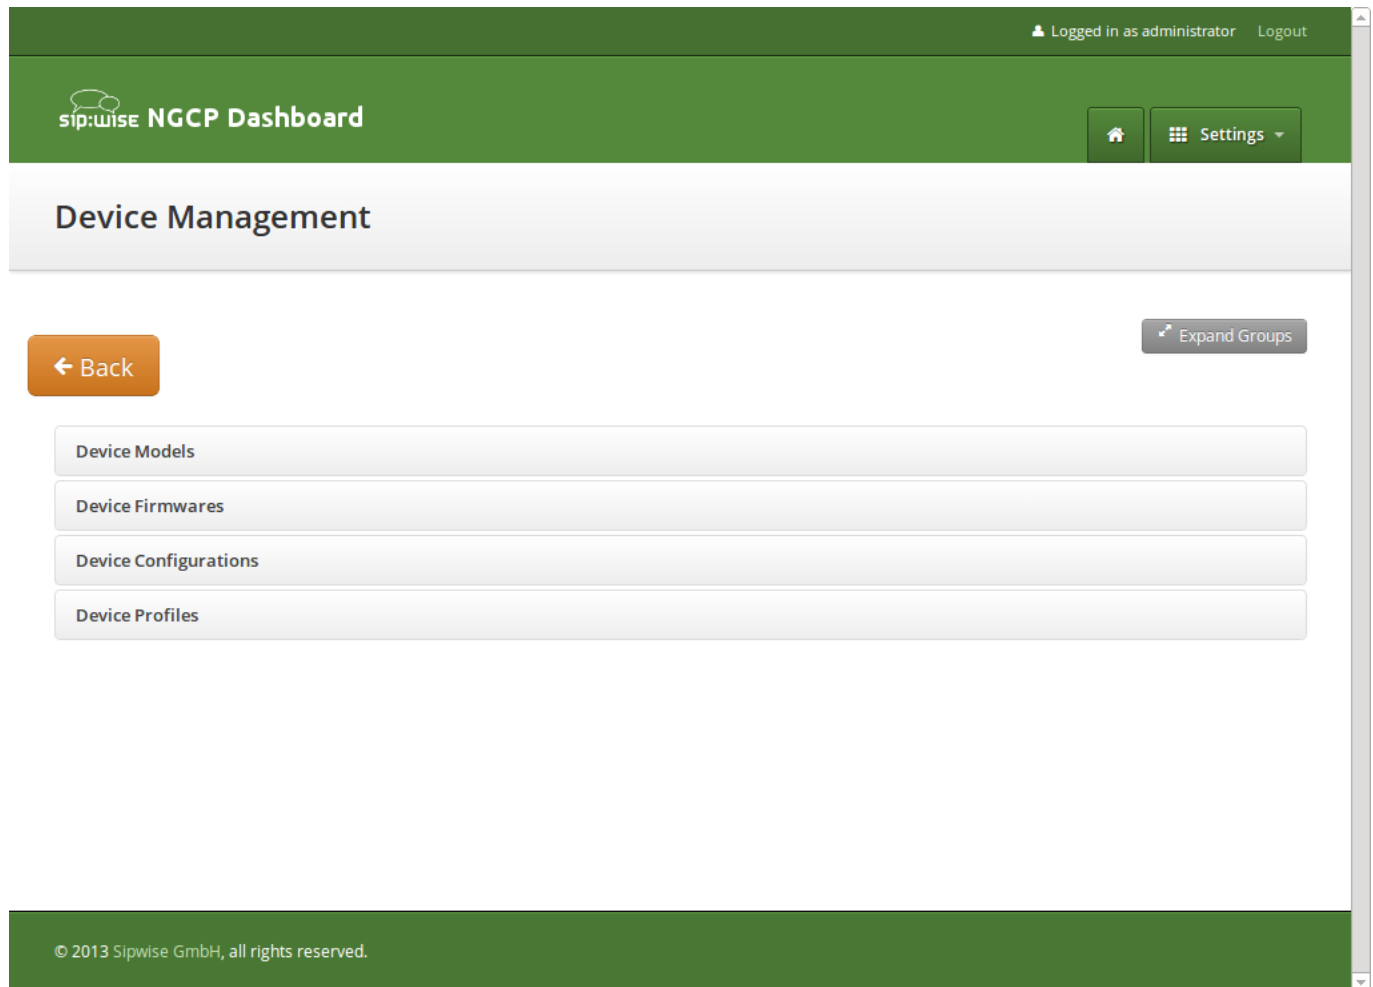 Logged in as administrator Logout
sip:wise NGCP Dashboard
Settings
Device Management
Expand Groups
Back
Device Models
Device Firmwares
Device Configurations
Device Profiles
© 2013 Sipwise GmbH, all rights reserved.